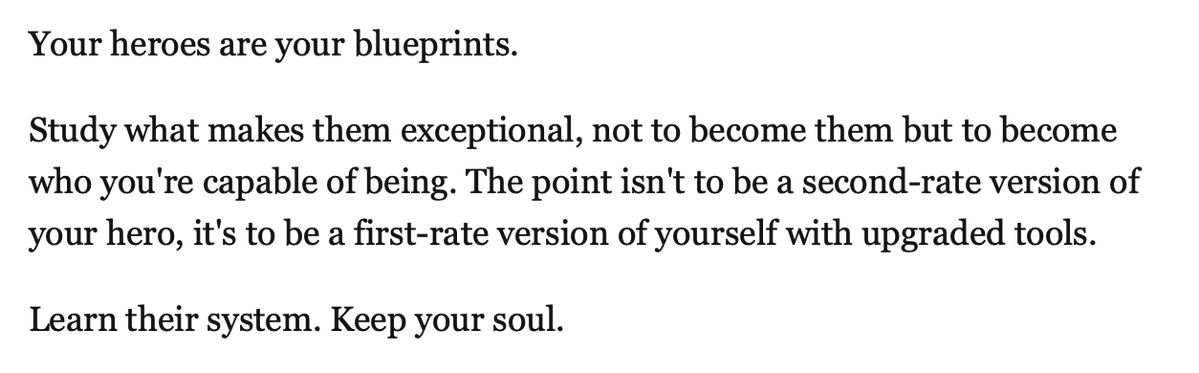 Your heroes are your blueprints.
Study what makes them exceptional, not to become them but to become
who you're capable of being. The point isn't to be a second-rate version of
your hero, it's to be a first-rate version of yourself with upgraded tools.
Learn their system. Keep your soul.